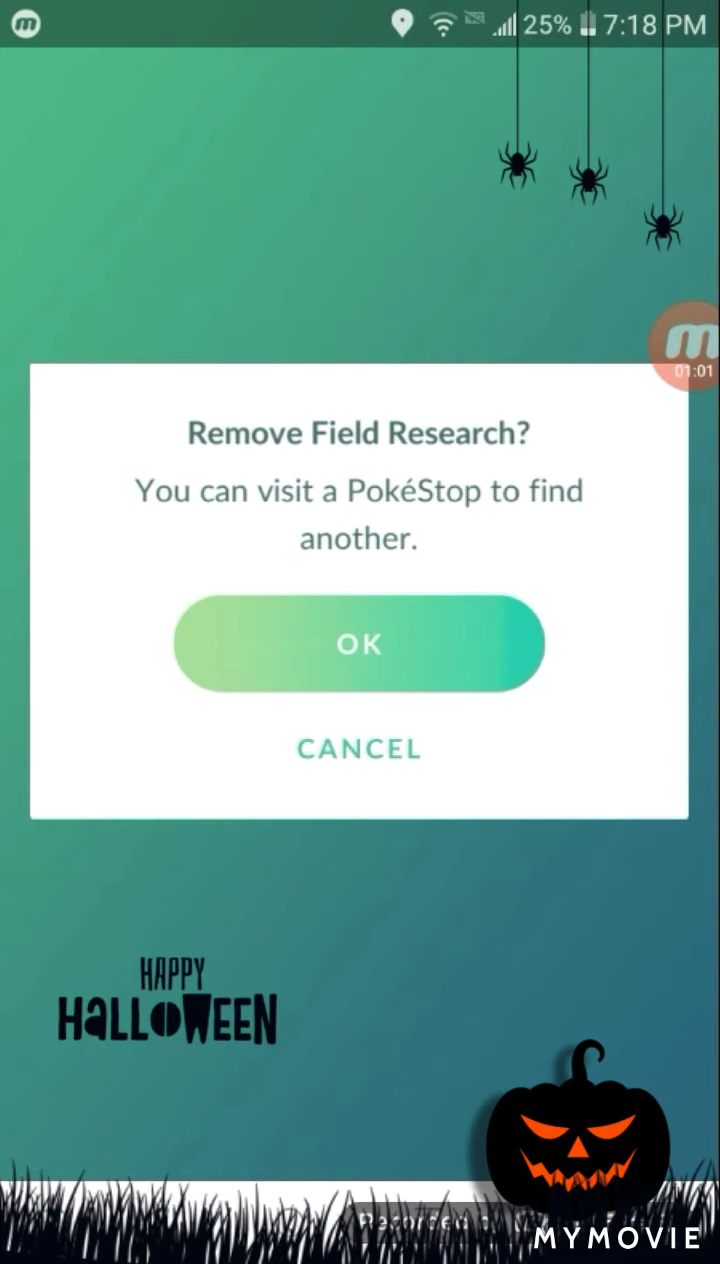 25% 7:18 PM
01:01
Remove Field Research?
You can visit a PokéStop to find
another.
OK
CANCEL
HAPPY
HALLOWEEN
Recorded
MYMOVIE